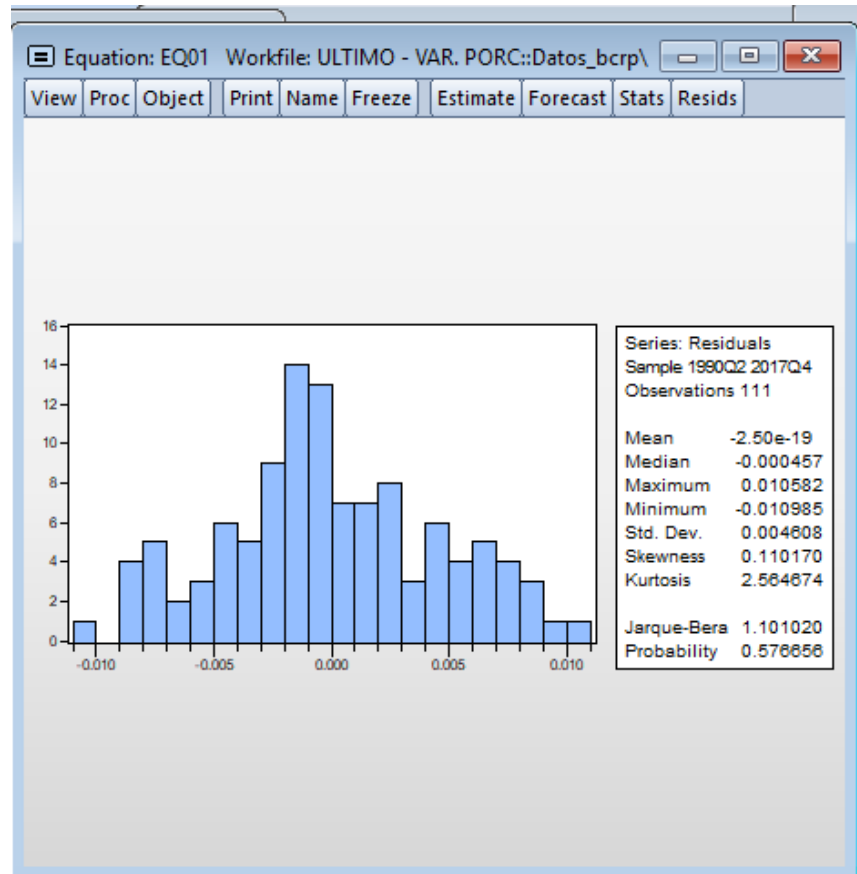 Equation: EQ01 Workfile: ULTIMO - VAR. PORC::Datos_bcrp\
View Proc Object Print Name Freeze Estimate Forecast Stats Resids
16
14
12
10
8
6
4
2
0
-0.010 -0.005 0.000 0.005 0.010
Series: Residuals
Sample 1990Q2 2017Q4
Observations 111
Mean -2.50e-19
Median -0.000457
Maximum 0.010582
Minimum -0.010985
Std. Dev. 0.004608
Skewness 0.110170
Kurtosis 2.564674
Jarque-Bera 1.101020
Probability 0.576656